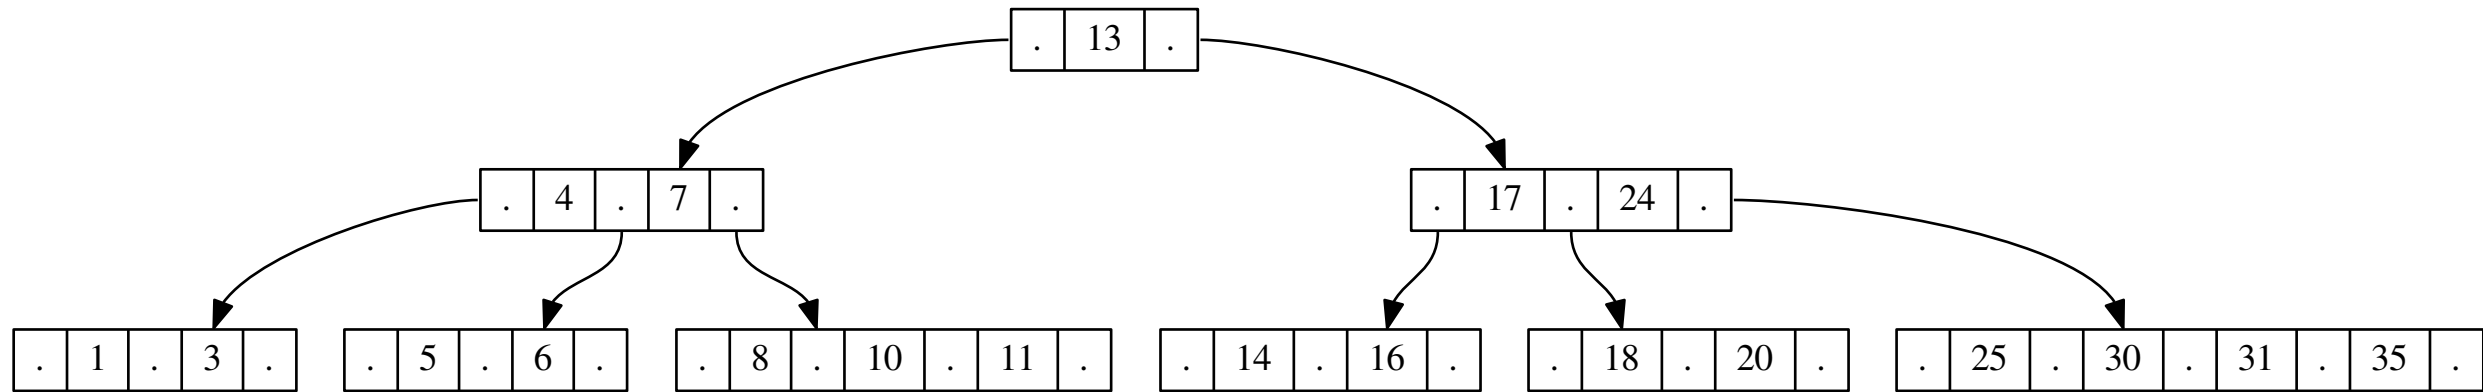 . 13 .
. 4 . 7 . . 17 . 24 .
. 1 . 3 . . 5 . 6 . . 8 . 10 . 11 . . 14 . 16 . . 18 . 20 . . 25 . 30 . 31 . 35 .